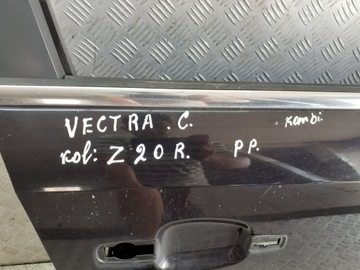 VECTRA . C. kombi.
kol: Z 20 R. PP.